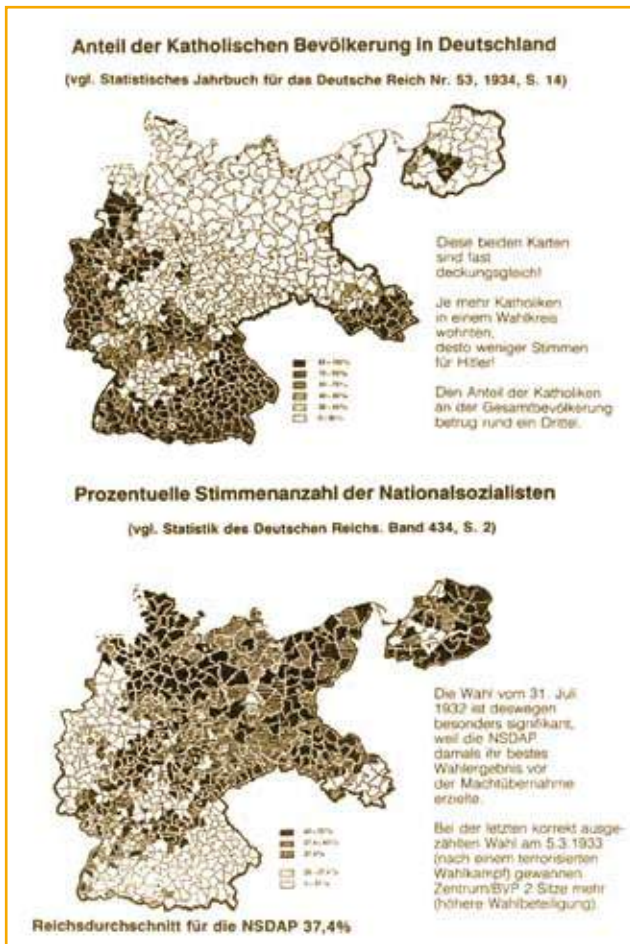 Anteil der Katholischen Bevölkerung in Deutschland
(vgl. Statistisches Jahrbuch für das Deutsche Reich Nr. 53, 1934, S. 14)
Diese beiden Karten
sind fast
deckungsgleich!
Je mehr Katholiken
in einem Wahlkreis
wohnten,
desto weniger Stimmen
für Hitler!
Den Anteil der Katholiken
an der Gesamtbevölkerung
betrug rund ein Drittel.
Prozentuelle Stimmenanzahl der Nationalsozialisten
(vgl. Statistik des Deutschen Reichs. Band 434, S. 2)
Die Wahl vom 31. Juli
1932 ist deswegen
besonders signifikant,
weil die NSDAP
damals ihr bestes
Wahlergebnis vor
der Machtübernahme
erzielte.
Bei der letzten korrekt ausge-
zählten Wahl am 5.3.1933
(nach einem terrorisierten
Wahlkampf) gewannen
Zentrum/BVP 2 Sitze mehr
(höhere Wahlbeteiligung).
Reichsdurchschnitt für die NSDAP 37,4%